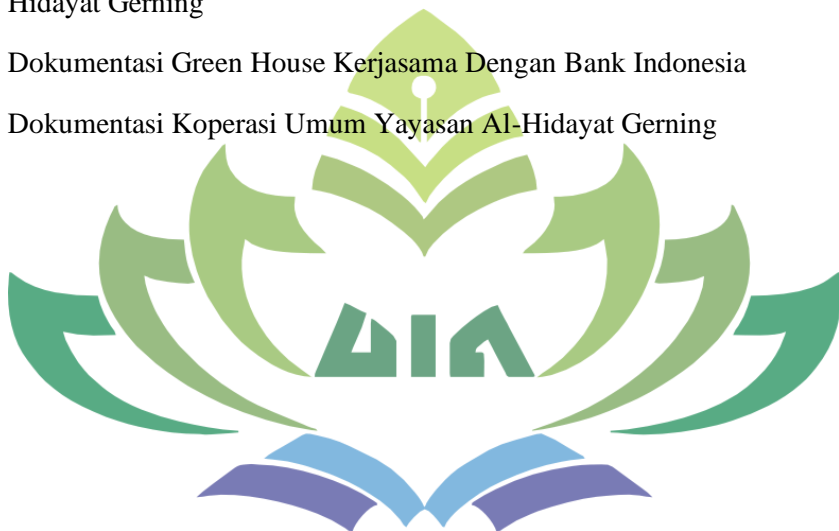 Hidayat Gerning
Dokumentasi Green House Kerjasama Dengan Bank Indonesia
Dokumentasi Koperasi Umum Yayasan Al-Hidayat Gerning